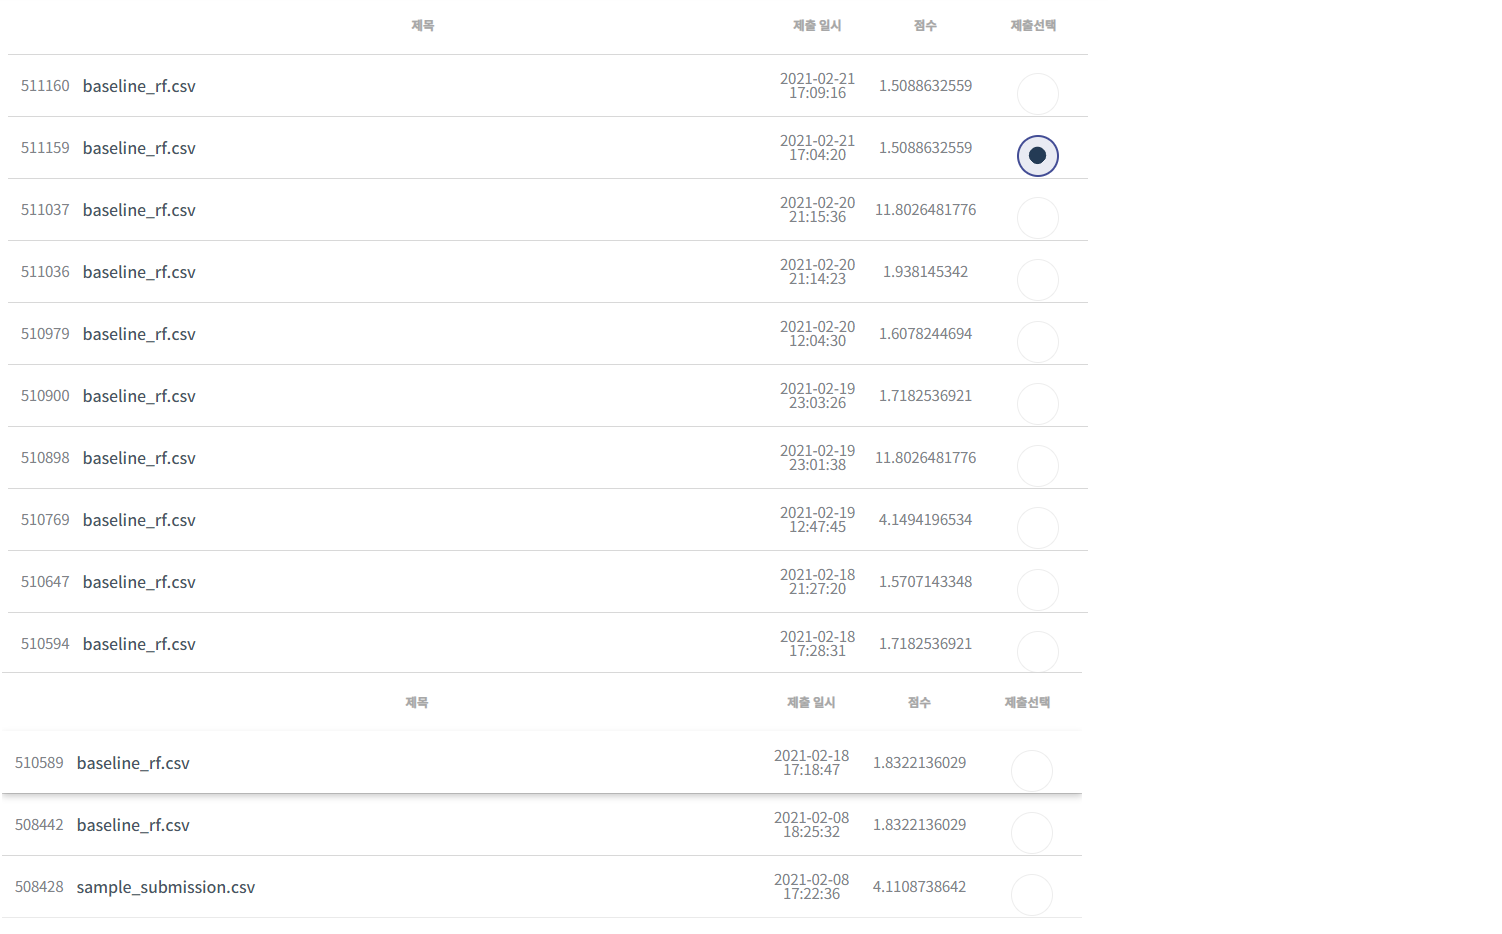 제목 제출 일시 점수 제출선택
511160 baseline_rf.csv 2021-02-21 17:09:16 1.5088632559
511159 baseline_rf.csv 2021-02-21 17:04:20 1.5088632559
511037 baseline_rf.csv 2021-02-20 21:15:36 11.8026481776
511036 baseline_rf.csv 2021-02-20 21:14:23 1.938145342
510979 baseline_rf.csv 2021-02-20 12:04:30 1.6078244694
510900 baseline_rf.csv 2021-02-19 23:03:26 1.7182536921
510898 baseline_rf.csv 2021-02-19 23:01:38 11.8026481776
510769 baseline_rf.csv 2021-02-19 12:47:45 4.1494196534
510647 baseline_rf.csv 2021-02-18 21:27:20 1.5707143348
510594 baseline_rf.csv 2021-02-18 17:28:31 1.7182536921
제목 제출 일시 점수 제출선택
510589 baseline_rf.csv 2021-02-18 17:18:47 1.8322136029
508442 baseline_rf.csv 2021-02-08 18:25:32 1.8322136029
508428 sample_submission.csv 2021-02-08 17:22:36 4.1108738642